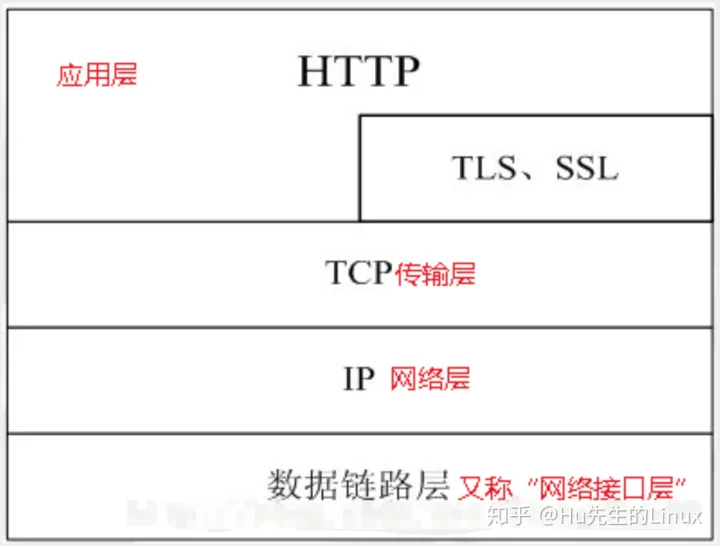 应用层 HTTP
TLS、SSL
TCP传输层
IP 网络层
数据链路层 又称“网络接口层”
知乎 @Hu先生的Linux